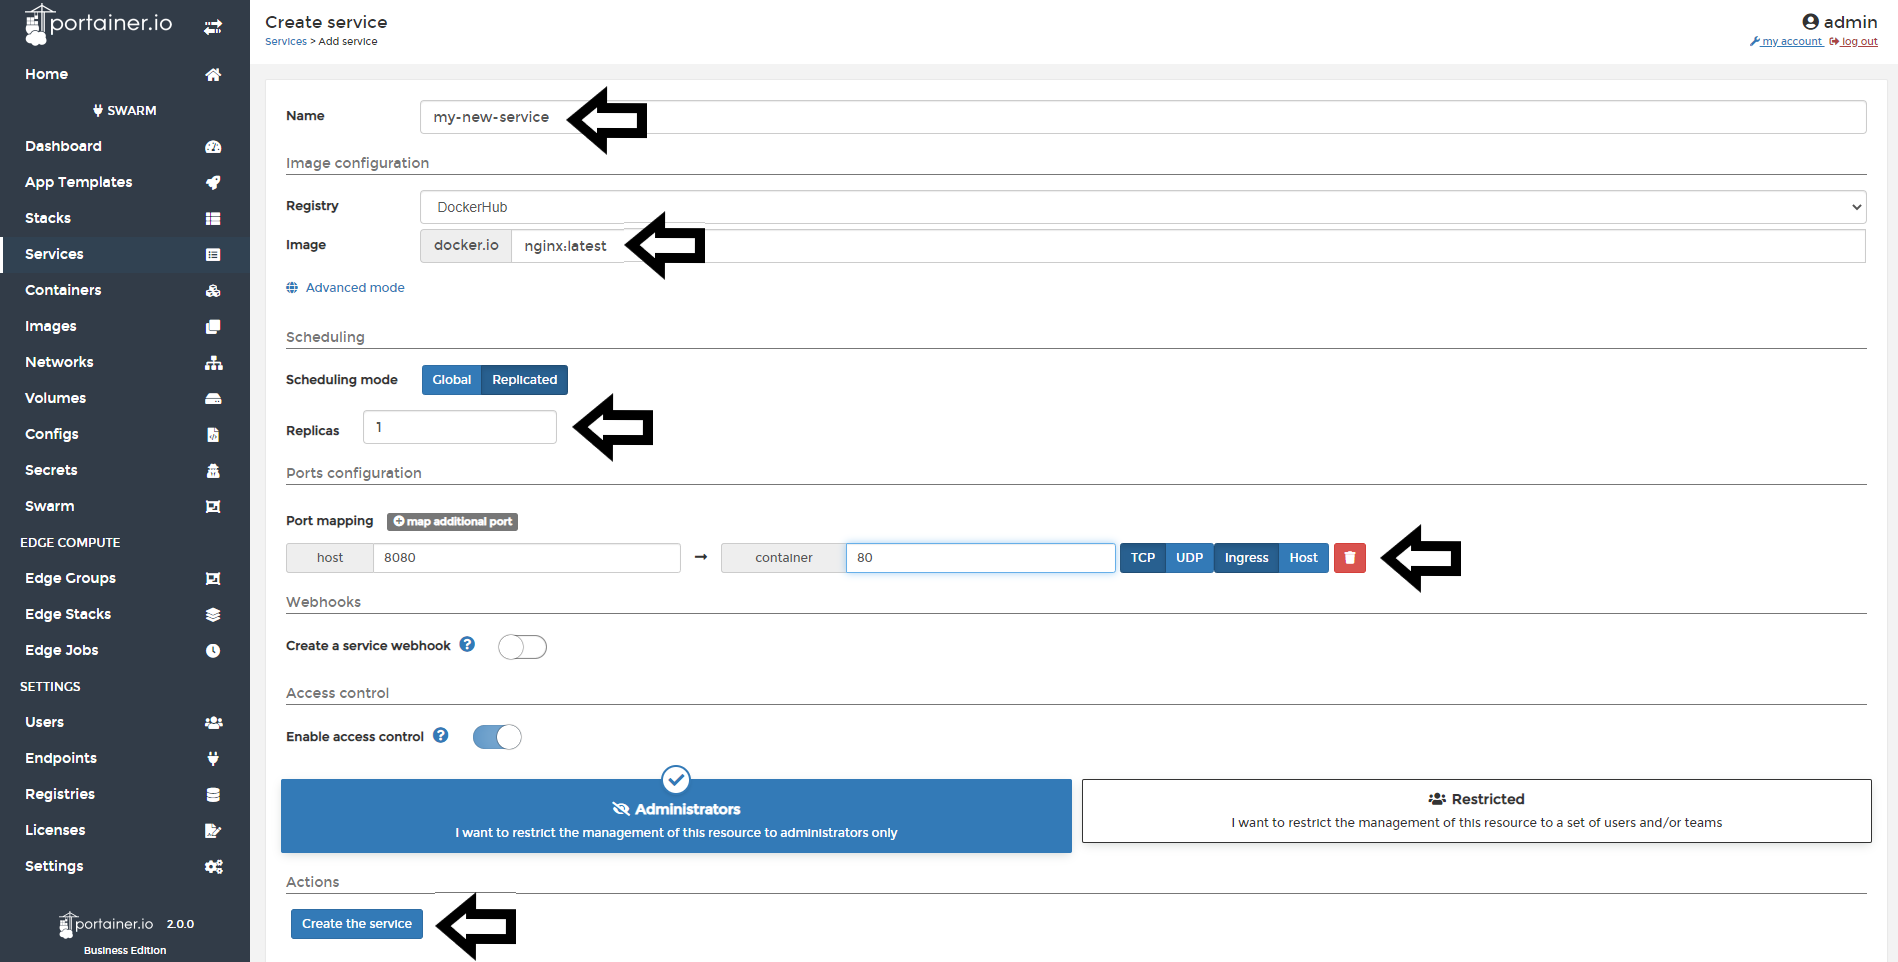 portainer.io
Home
SWARM
Dashboard
App Templates
Stacks
Services
Containers
Images
Networks
Volumes
Configs
Secrets
Swarm
EDGE COMPUTE
Edge Groups
Edge Stacks
Edge Jobs
SETTINGS
Users
Endpoints
Registries
Licenses
Settings
portainer.io 2.0.0
Business Edition
Create service
Services > Add service
admin
my account log out
Name my-new-service
Image configuration
Registry DockerHub
Image docker.io nginx:latest
Advanced mode
Scheduling
Scheduling mode Global Replicated
Replicas 1
Ports configuration
Port mapping map additional port
host 8080 → container 80 TCP UDP Ingress Host
Webhooks
Create a service webhook ?
Access control
Enable access control ?
Administrators
I want to restrict the management of this resource to administrators only
Restricted
I want to restrict the management of this resource to a set of users and/or teams
Actions
Create the service